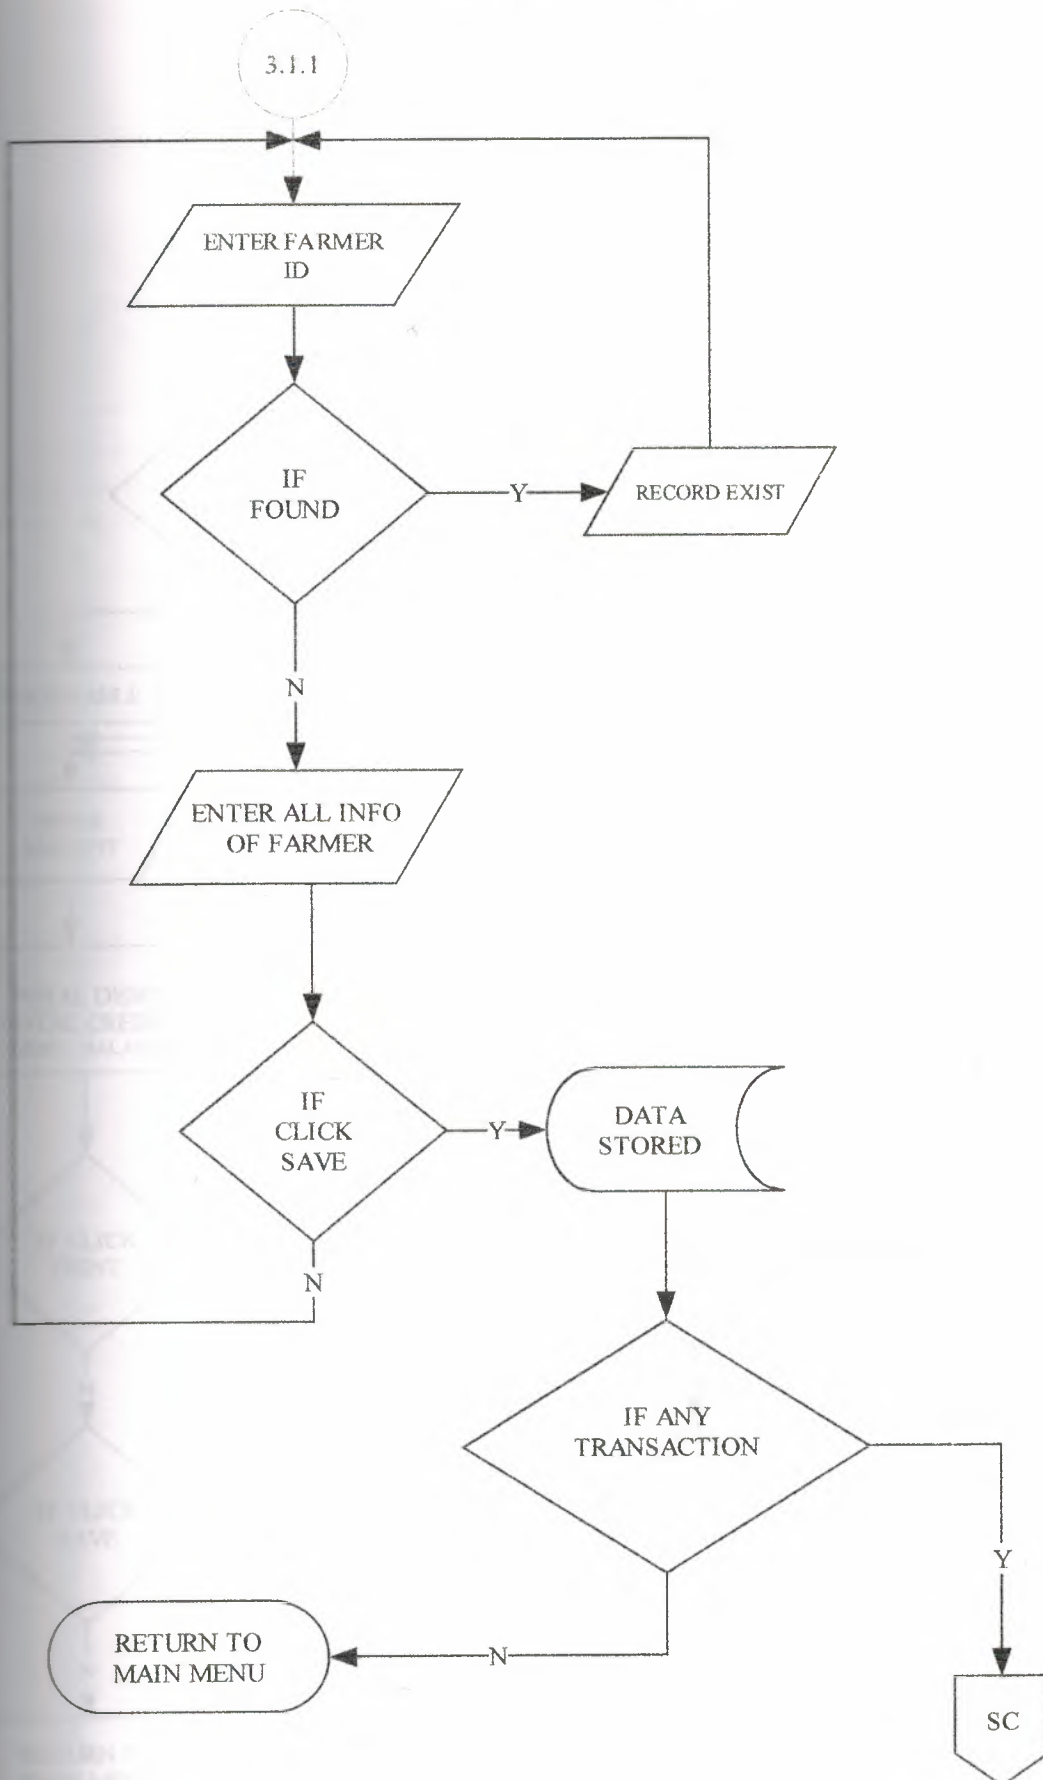 3.1.1
ENTER FARMER
ID
IF
FOUND
Y
RECORD EXIST
N
ENTER ALL INFO
OF FARMER
IF
CLICK
SAVE
Y
DATA
STORED
N
IF ANY
TRANSACTION
Y
RETURN TO
MAIN MENU
N
SC